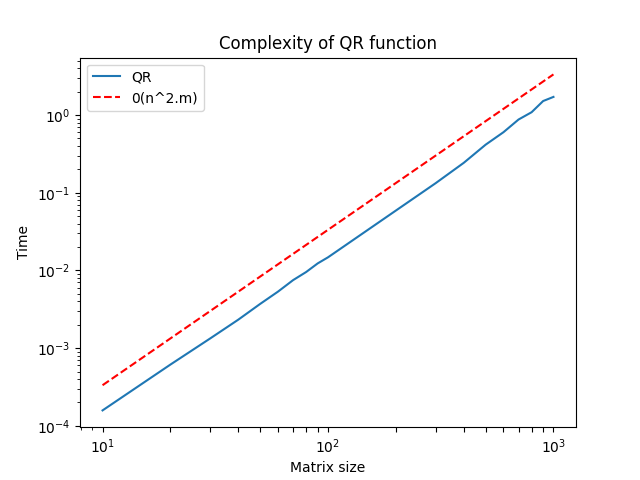 Complexity of QR function
QR
0(n^2.m)
Time
10^0
10^-1
10^-2
10^-3
10^-4
10^1
10^2
10^3
Matrix size